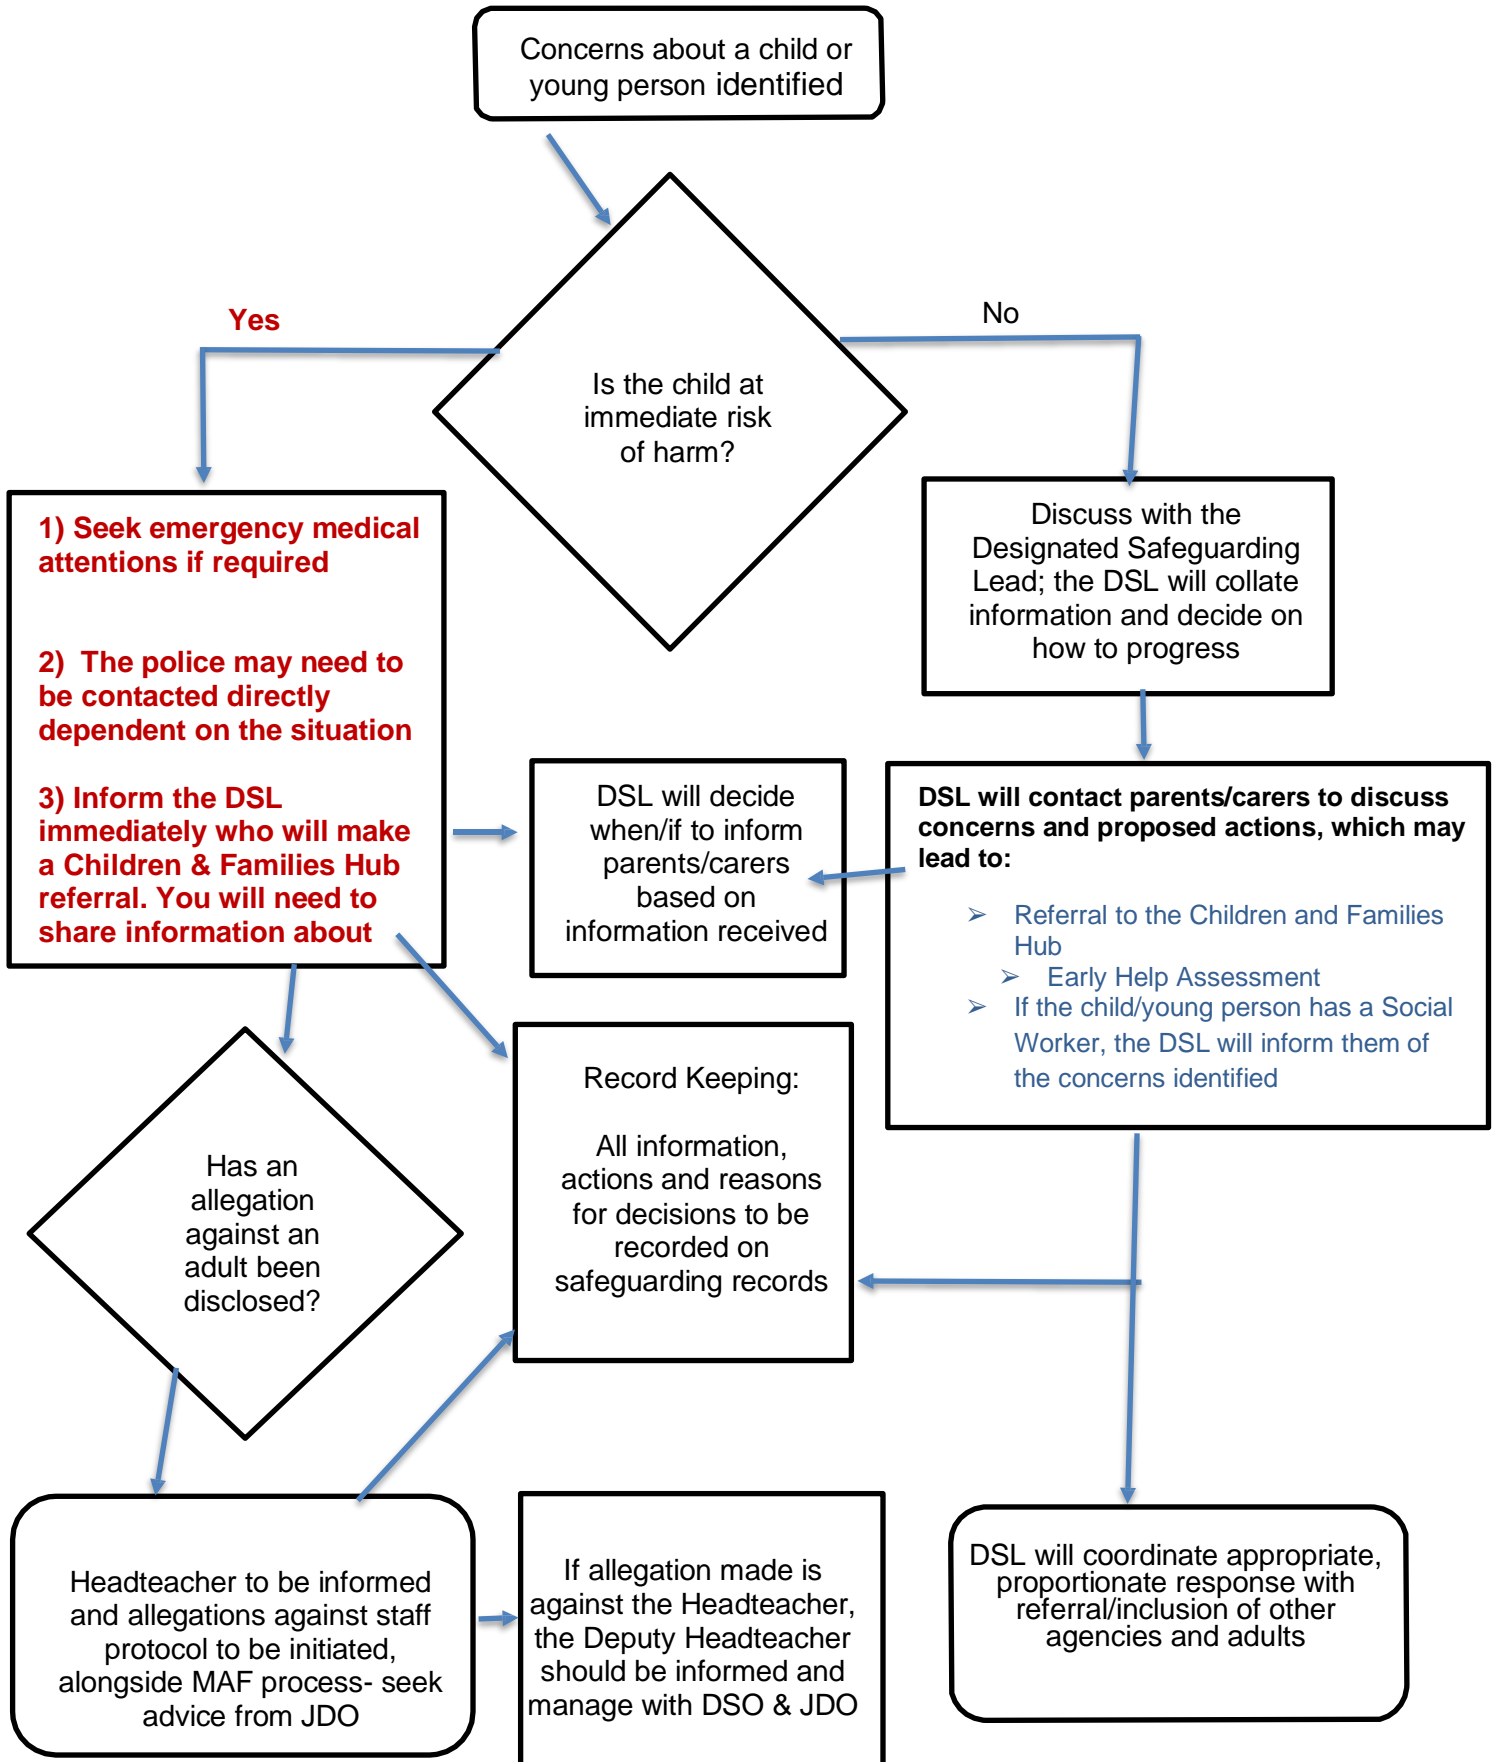 Concerns about a child or
young person identified
Yes
No
Is the child at
immediate risk
of harm?
1) Seek emergency medical
attentions if required
2)  The police may need to
be contacted directly
dependent on the situation
3) Inform the DSL
immediately who will make
a Children & Families Hub
referral. You will need to
share information about
Discuss with the
Designated Safeguarding
Lead; the DSL will collate
information and decide on
how to progress
DSL will decide
when/if to inform
parents/carers
based on
information received
DSL will contact parents/carers to discuss
concerns and proposed actions, which may
lead to:
➢ Referral to the Children and Families
Hub
➢ Early Help Assessment
➢ If the child/young person has a Social
Worker, the DSL will inform them of
the concerns identified
Has an
allegation
against an
adult been
disclosed?
Record Keeping:
All information,
actions and reasons
for decisions to be
recorded on
safeguarding records
Headteacher to be informed
and allegations against staff
protocol to be initiated,
alongside MAF process- seek
advice from JDO
If allegation made is
against the Headteacher,
the Deputy Headteacher
should be informed and
manage with DSO & JDO
DSL will coordinate appropriate,
proportionate response with
referral/inclusion of other
agencies and adults